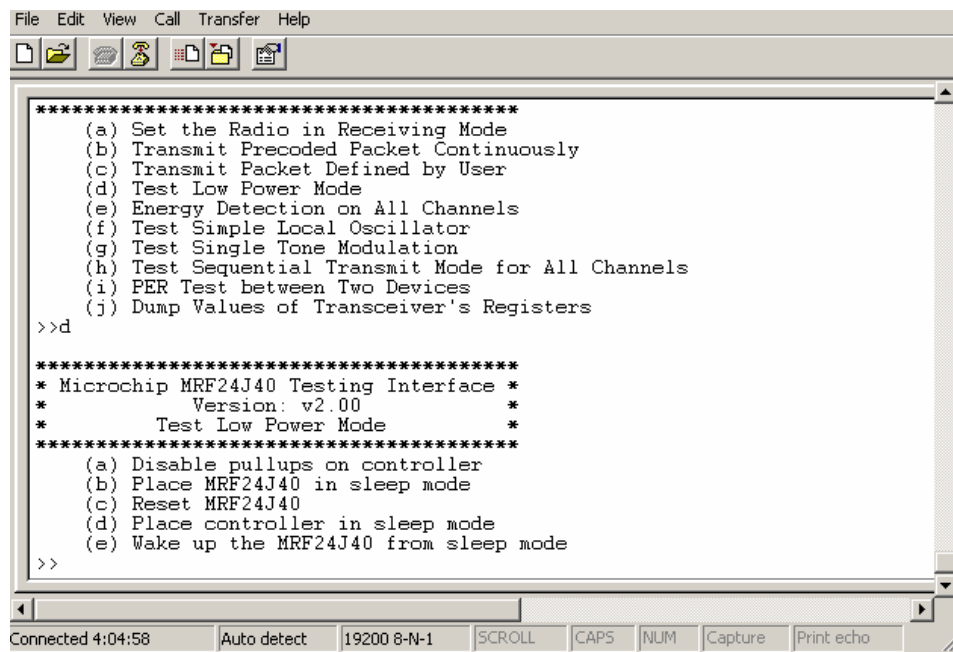 File Edit View Call Transfer Help
****************************************
(a) Set the Radio in Receiving Mode
(b) Transmit Precoded Packet Continuously
(c) Transmit Packet Defined by User
(d) Test Low Power Mode
(e) Energy Detection on All Channels
(f) Test Simple Local Oscillator
(g) Test Single Tone Modulation
(h) Test Sequential Transmit Mode for All Channels
(i) PER Test between Two Devices
(j) Dump Values of Transceiver's Registers
>>d
****************************************
* Microchip MRF24J40 Testing Interface *
* Version: v2.00 *
* Test Low Power Mode *
****************************************
(a) Disable pullups on controller
(b) Place MRF24J40 in sleep mode
(c) Reset MRF24J40
(d) Place controller in sleep mode
(e) Wake up the MRF24J40 from sleep mode
>>
Connected 4:04:58 Auto detect 19200 8-N-1 SCROLL CAPS NUM Capture Print echo